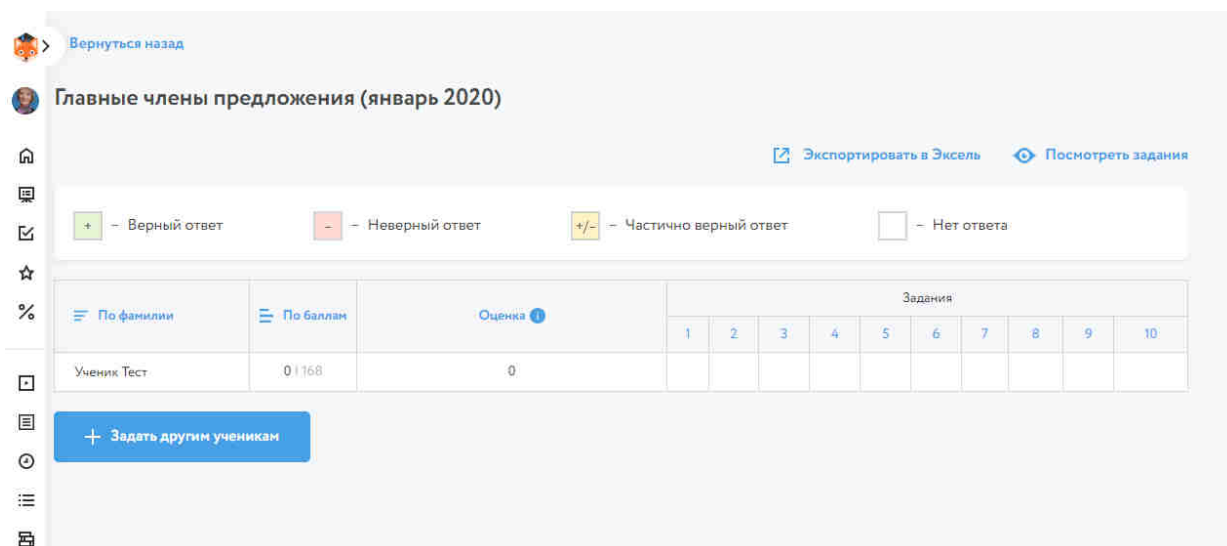 Вернуться назад
Главные члены предложения (январь 2020)
Экспортировать в Эксель Посмотреть задания
+ – Верный ответ - – Неверный ответ +/- – Частично верный ответ – Нет ответа
По фамилии По баллам Оценка i Задания
1 2 3 4 5 6 7 8 9 10
Ученик Тест 0 | 168 0
+ Задать другим ученикам